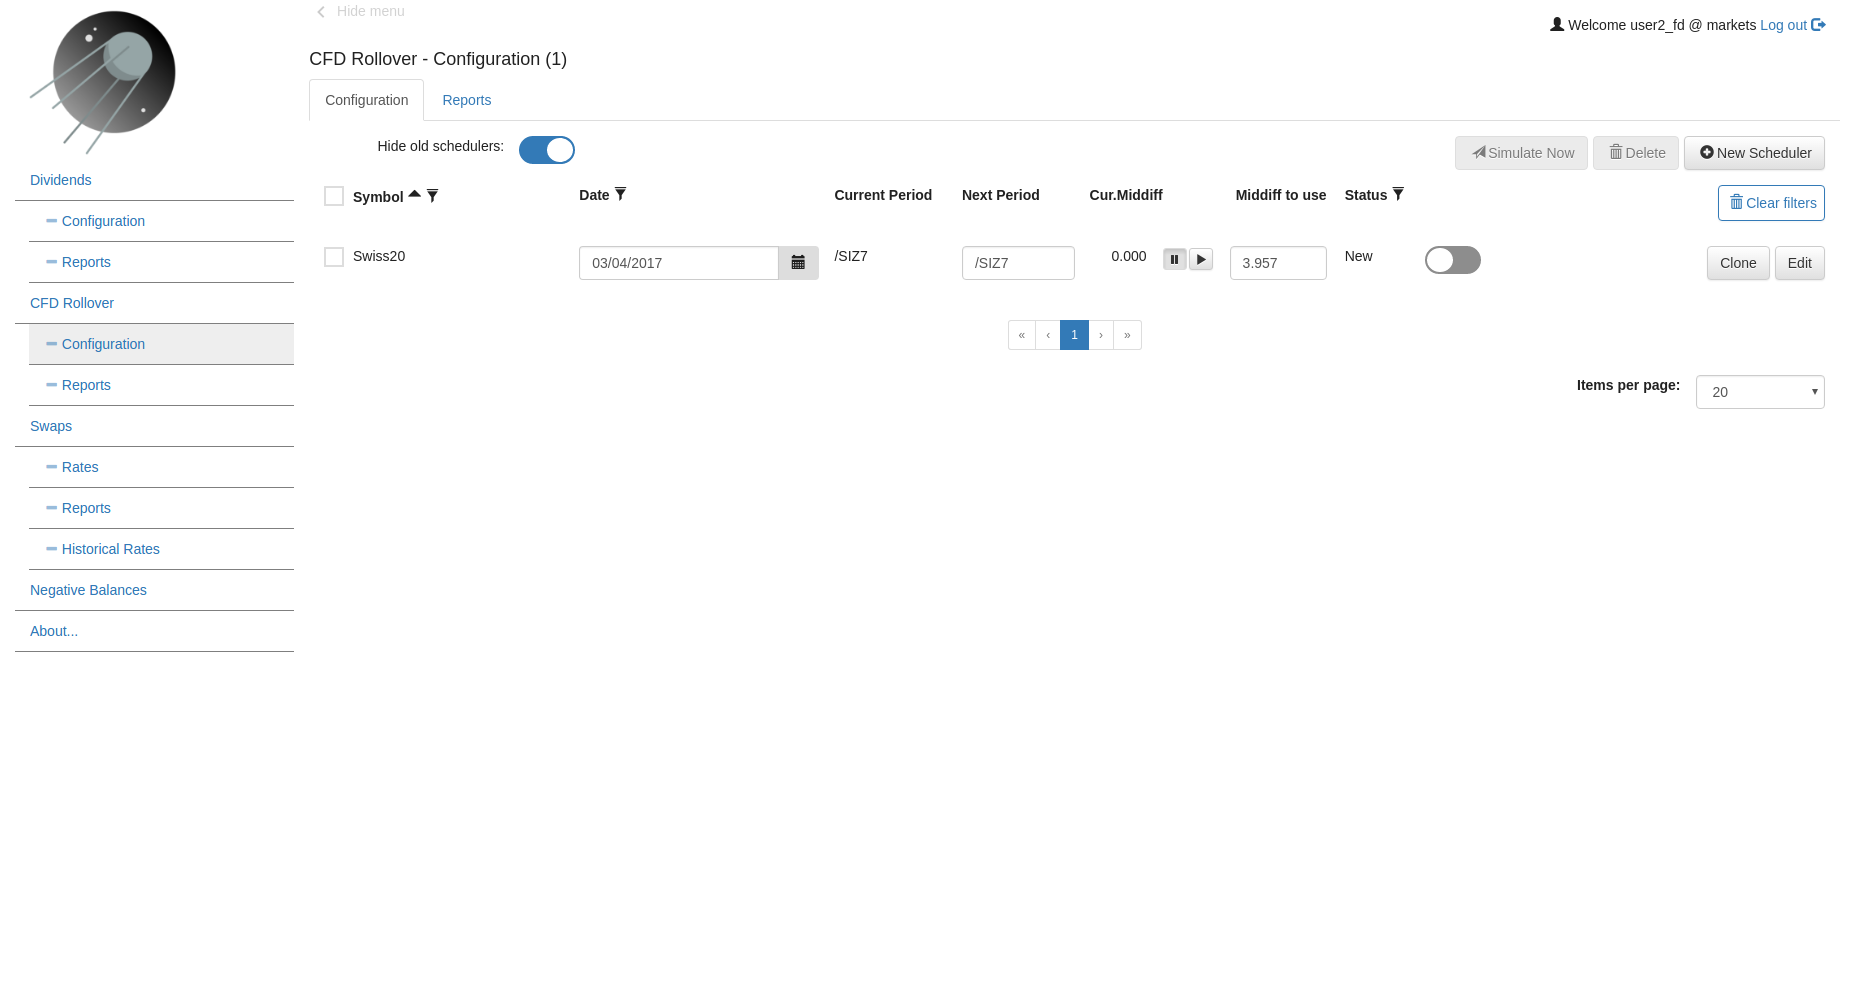 Hide menu
Welcome user2_fd @ markets Log out
CFD Rollover - Configuration (1)
Configuration Reports
Hide old schedulers:
Simulate Now Delete New Scheduler
Symbol Date Current Period Next Period Cur.Middiff Middiff to use Status Clear filters
Swiss20 03/04/2017 /SIZ7 /SIZ7 0.000 3.957 New Clone Edit
« ‹ 1 › »
Items per page: 20
Dividends
Configuration
Reports
CFD Rollover
Configuration
Reports
Swaps
Rates
Reports
Historical Rates
Negative Balances
About...